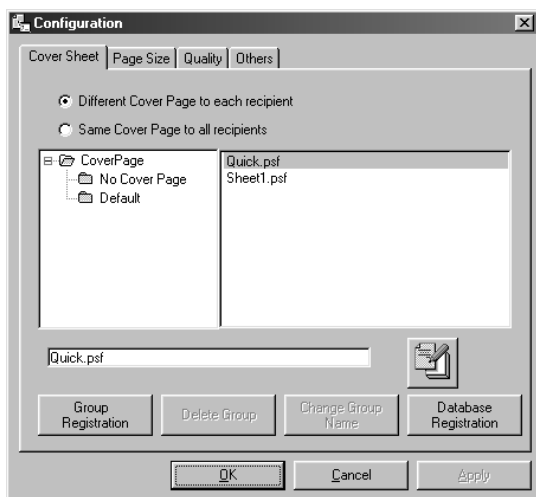 Configuration
Cover Sheet Page Size Quality Others
Different Cover Page to each recipient
Same Cover Page to all recipients
CoverPage
No Cover Page
Default
Quick.psf
Sheet1.psf
Quick.psf
Group
Registration
Delete Group
Change Group
Name
Database
Registration
OK Cancel Apply